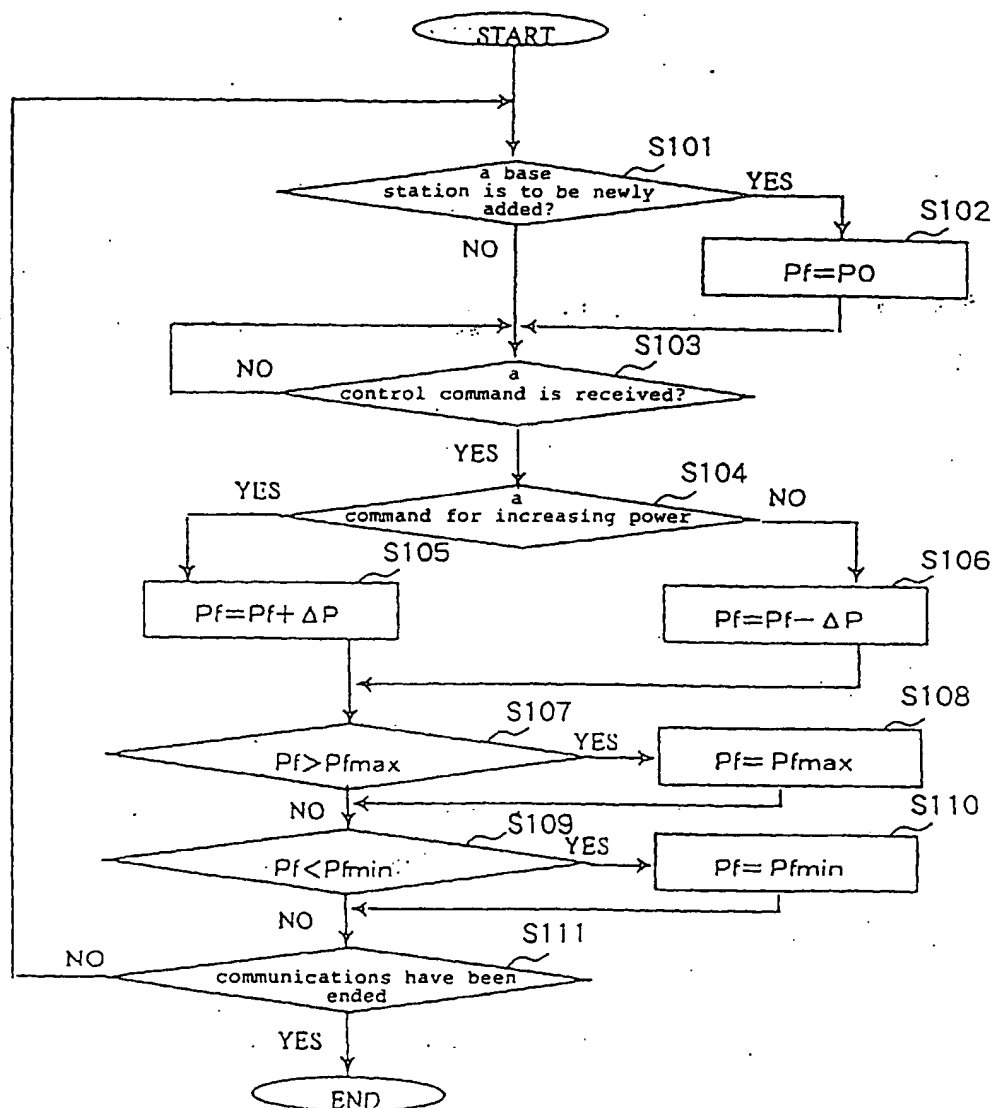 START
S101
a base
station is to be newly
added?
YES
NO
S102
Pf=P0
S103
a
control command is received?
NO
YES
S104
a
command for increasing power
YES
NO
S105
Pf=Pf+ΔP
S106
Pf=Pf−ΔP
S107
Pf>Pfmax
YES
NO
S108
Pf=Pfmax
S109
Pf<Pfmin
YES
NO
S110
Pf=Pfmin
S111
communications have been
ended
NO
YES
END